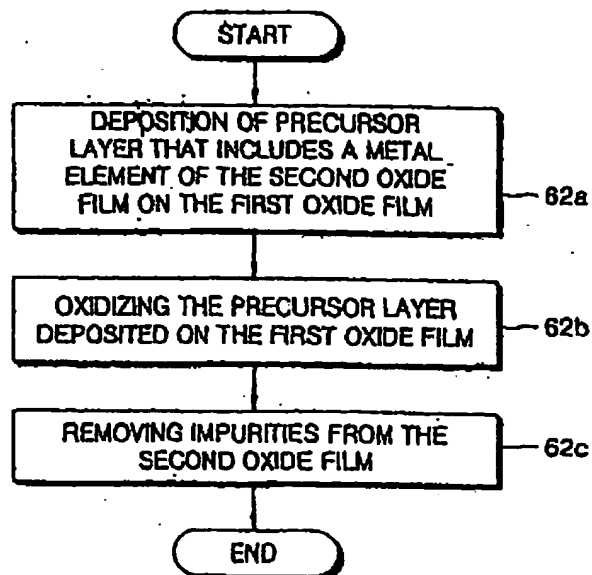 START
DEPOSITION OF PRECURSOR
LAYER THAT INCLUDES A METAL
ELEMENT OF THE SECOND OXIDE
FILM ON THE FIRST OXIDE FILM
62a
OXIDIZING THE PRECURSOR LAYER
DEPOSITED ON THE FIRST OXIDE FILM
62b
REMOVING IMPURITIES FROM THE
SECOND OXIDE FILM
62c
END